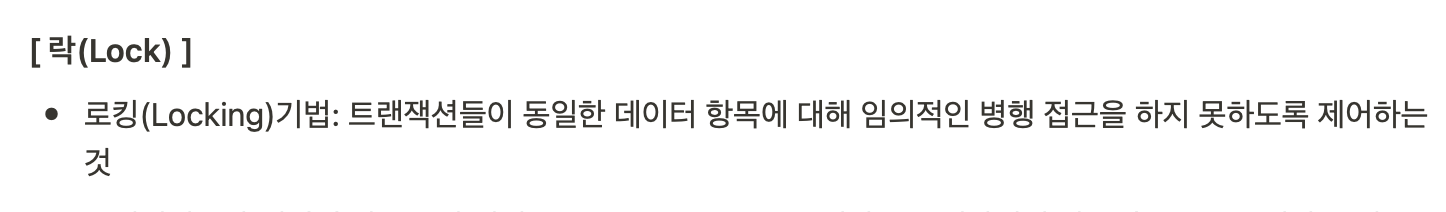 [ 락(Lock) ]
• 로킹(Locking)기법: 트랜잭션들이 동일한 데이터 항목에 대해 임의적인 병행 접근을 하지 못하도록 제어하는
것